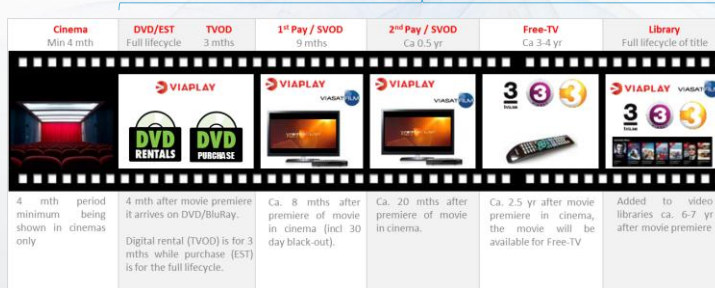 Cinema
Min 4 mth
DVD/EST TVOD
Full lifecycle 3 mths
1st Pay / SVOD
9 mths
2nd Pay / SVOD
Ca 0.5 yr
Free-TV
Ca 3-4 yr
Library
Full lifecycle of title
VIAPLAY
DVD
RENTALS
DVD
PURCHASE
VIAPLAY
VIASAT FILM
VIAPLAY
VIASAT FILM
3 3 3
VIAPLAY VIASAT
3 3 3
4 mth period
minimum being
shown in cinemas
only
4 mth after movie premiere
it arrives on DVD/BluRay.
Digital rental (TVOD) is for 3
mths while purchase (EST)
is for the full lifecycle.
Ca. 8 mths after
premiere of movie
in cinema (incl 30
day black-out).
Ca. 20 mths after
premiere of movie
in cinema.
Ca. 2.5 yr after movie
premiere in cinema,
the movie will be
available for Free-TV
Added to video
libraries ca. 6-7 yr
after movie premiere